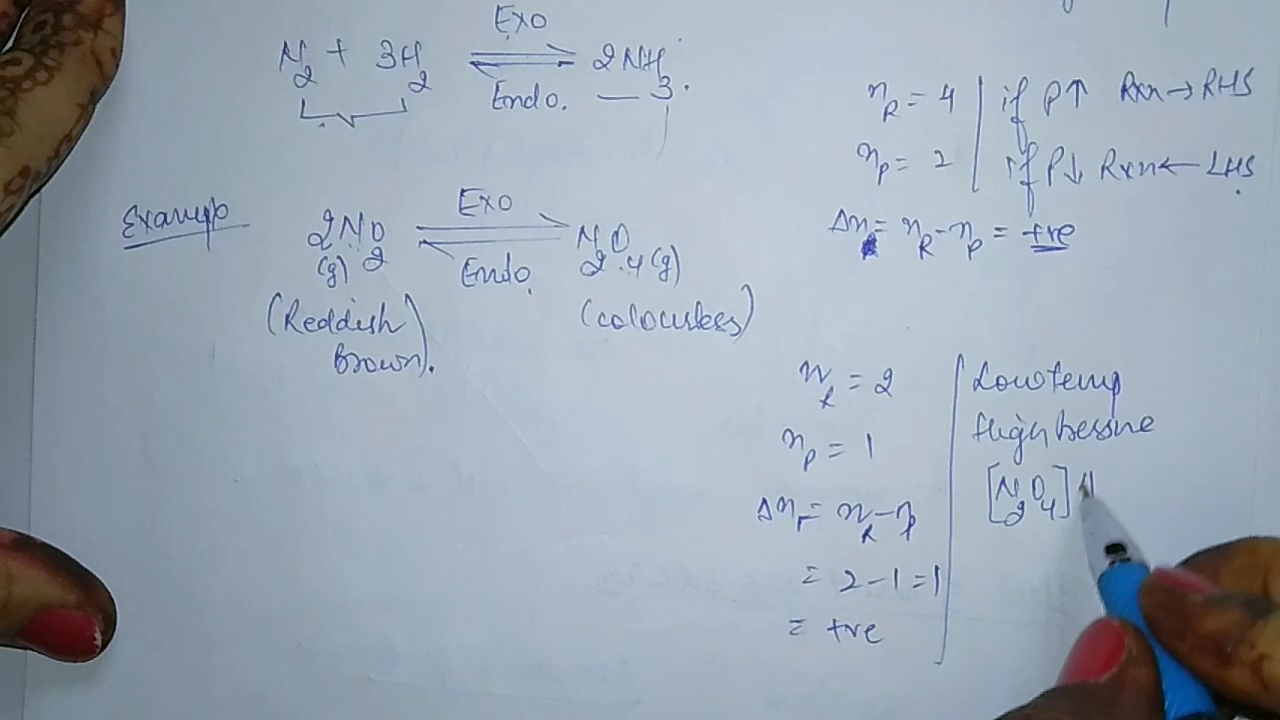 Exo
N2 + 3H2 ⇌ 2NH3.
Endo.
nR = 4 | if P↑ Rxn → RHS
nP = 2 | if P↓ Rxn ← LHS.
Δn = nR - nP = +ve
Example
Exo
2NO2 (g) ⇌ N2O4 (g)
Endo.
(Reddish Brown). (colourless)
nR = 2
nP = 1
Δnr = nR - nP
= 2 - 1 = 1
= +ve
Low temp
[N2O4]